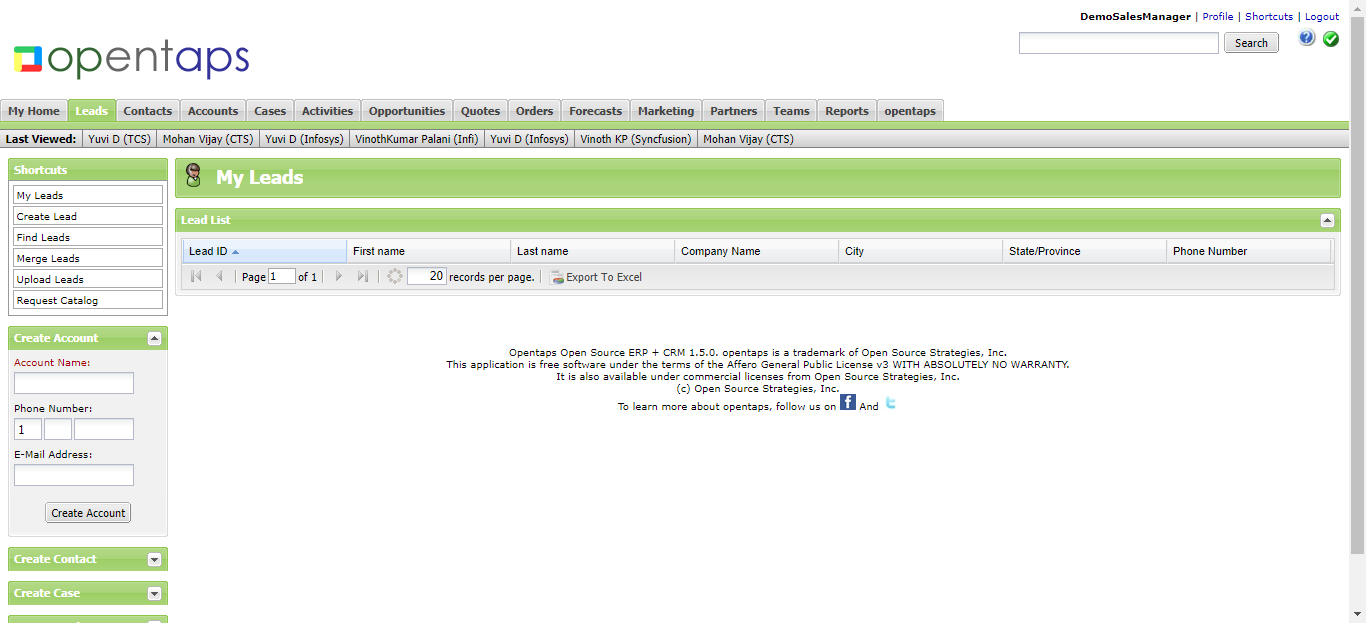 DemoSalesManager | Profile | Shortcuts | Logout
Search
opentaps
My Home Leads Contacts Accounts Cases Activities Opportunities Quotes Orders Forecasts Marketing Partners Teams Reports opentaps
Last Viewed: Yuvi D (TCS) Mohan Vijay (CTS) Yuvi D (Infosys) VinothKumar Palani (Infi) Yuvi D (Infosys) Vinoth KP (Syncfusion) Mohan Vijay (CTS)
Shortcuts
My Leads
Create Lead
Find Leads
Merge Leads
Upload Leads
Request Catalog
Create Account
Account Name:
Phone Number:
1
E-Mail Address:
Create Account
Create Contact
Create Case
My Leads
Lead List
Lead ID First name Last name Company Name City State/Province Phone Number
Page 1 of 1 20 records per page. Export To Excel
Opentaps Open Source ERP + CRM 1.5.0. opentaps is a trademark of Open Source Strategies, Inc.
This application is free software under the terms of the Affero General Public License v3 WITH ABSOLUTELY NO WARRANTY.
It is also available under commercial licenses from Open Source Strategies, Inc.
(c) Open Source Strategies, Inc.
To learn more about opentaps, follow us on f And t